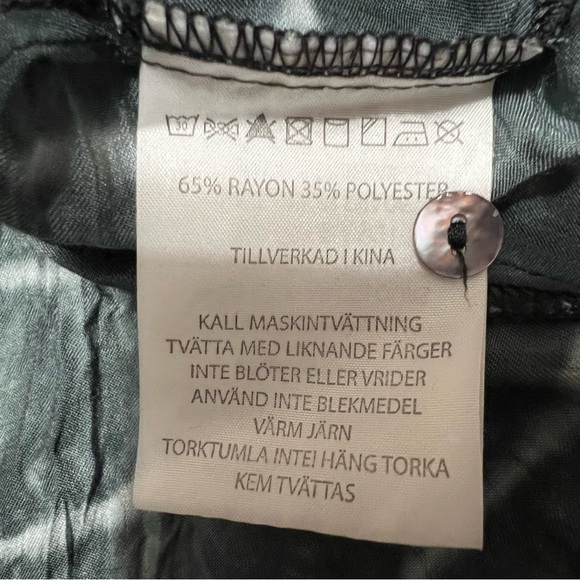 30
65% RAYON 35% POLYESTER
TILLVERKAD I KINA
KALL MASKINTVÄTTNING
TVÄTTA MED LIKNANDE FÄRGER
INTE BLÖTER ELLER VRIDER
ANVÄND INTE BLEKMEDEL
VÄRM JÄRN
TORKTUMLA INTEI HÄNG TORKA
KEM TVÄTTAS